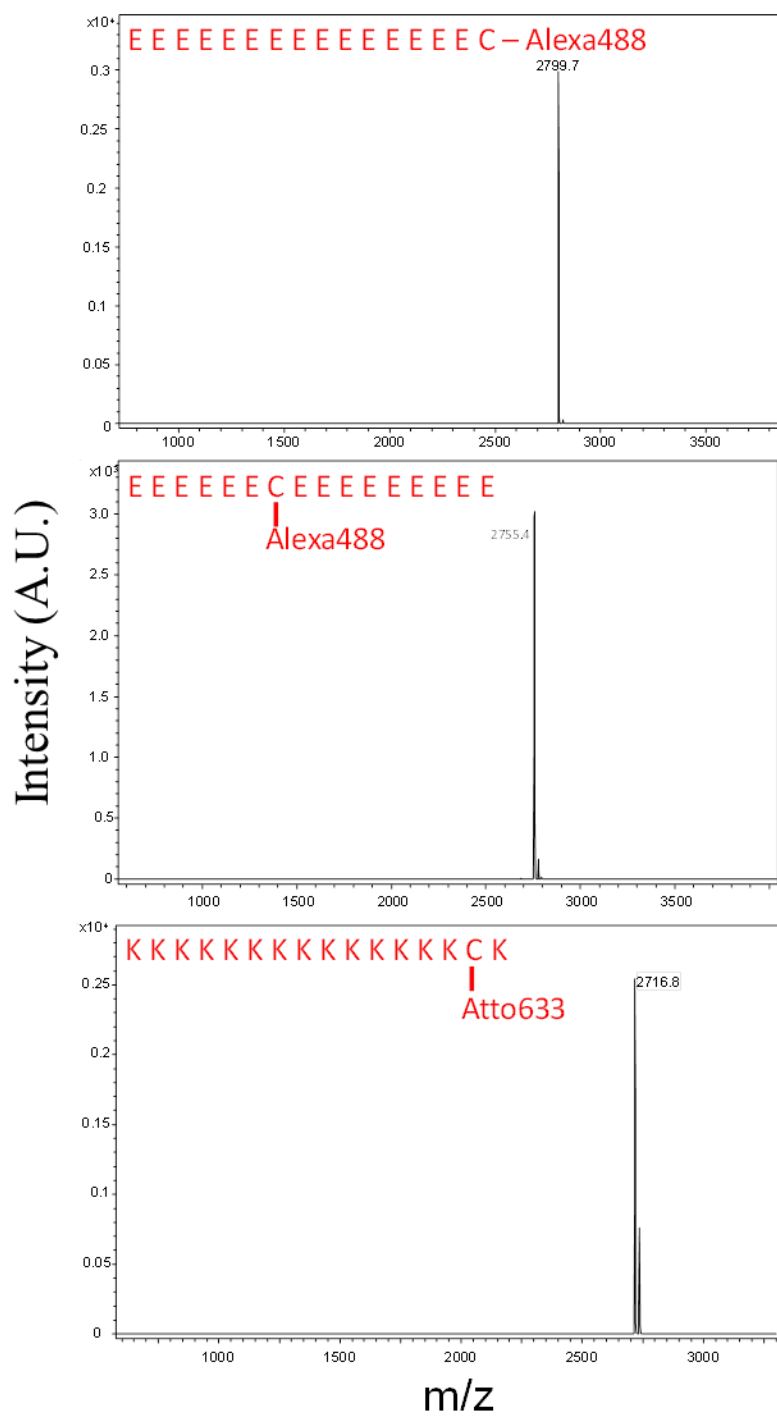 x10⁴
E E E E E E E E E E E E E E E C – Alexa488
2799.7
0.3
0.25
0.2
0.15
0.1
0.05
0
1000 1500 2000 2500 3000 3500
x10³
E E E E E E C E E E E E E E E E
Alexa488
2755.4
3.0
2.5
2.0
1.5
1.0
0.5
0
1000 1500 2000 2500 3000 3500
Intensity (A.U.)
x10⁴
K K K K K K K K K K K K K K C K
Atto633
2716.8
0.25
0.2
0.15
0.1
0.05
0
1000 1500 2000 2500 3000
m/z